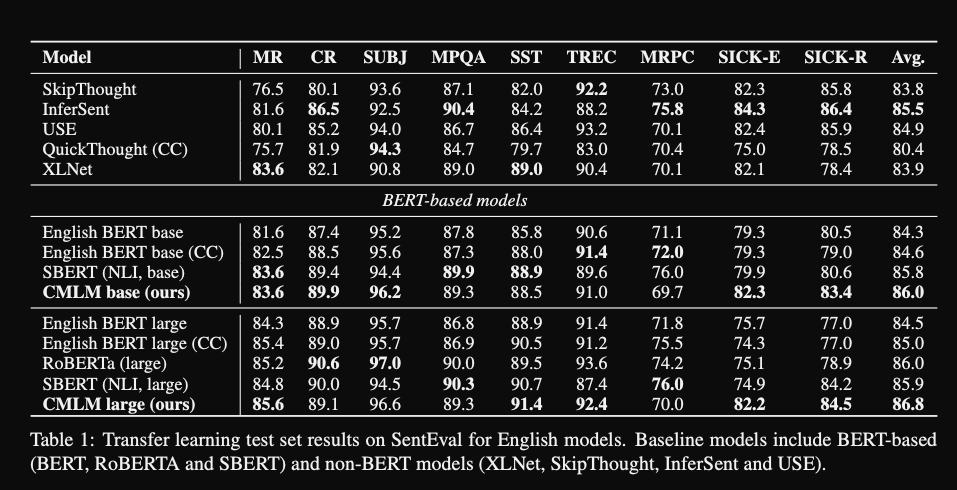 Model MR CR SUBJ MPQA SST TREC MRPC SICK-E SICK-R Avg.
SkipThought 76.5 80.1 93.6 87.1 82.0 92.2 73.0 82.3 85.8 83.8
InferSent 81.6 86.5 92.5 90.4 84.2 88.2 75.8 84.3 86.4 85.5
USE 80.1 85.2 94.0 86.7 86.4 93.2 70.1 82.4 85.9 84.9
QuickThought (CC) 75.7 81.9 94.3 84.7 79.7 83.0 70.4 75.0 78.5 80.4
XLNet 83.6 82.1 90.8 89.0 89.0 90.4 70.1 82.1 78.4 83.9
BERT-based models
English BERT base 81.6 87.4 95.2 87.8 85.8 90.6 71.1 79.3 80.5 84.3
English BERT base (CC) 82.5 88.5 95.6 87.3 88.0 91.4 72.0 79.3 79.0 84.6
SBERT (NLI, base) 83.6 89.4 94.4 89.9 88.9 89.6 76.0 79.9 80.6 85.8
CMLM base (ours) 83.6 89.9 96.2 89.3 88.5 91.0 69.7 82.3 83.4 86.0
English BERT large 84.3 88.9 95.7 86.8 88.9 91.4 71.8 75.7 77.0 84.5
English BERT large (CC) 85.4 89.0 95.7 86.9 90.5 91.2 75.5 74.3 77.0 85.0
RoBERTa (large) 85.2 90.6 97.0 90.0 89.5 93.6 74.2 75.1 78.9 86.0
SBERT (NLI, large) 84.8 90.0 94.5 90.3 90.7 87.4 76.0 74.9 84.2 85.9
CMLM large (ours) 85.6 89.1 96.6 89.3 91.4 92.4 70.0 82.2 84.5 86.8
Table 1: Transfer learning test set results on SentEval for English models. Baseline models include BERT-based
(BERT, RoBERTA and SBERT) and non-BERT models (XLNet, SkipThought, InferSent and USE).